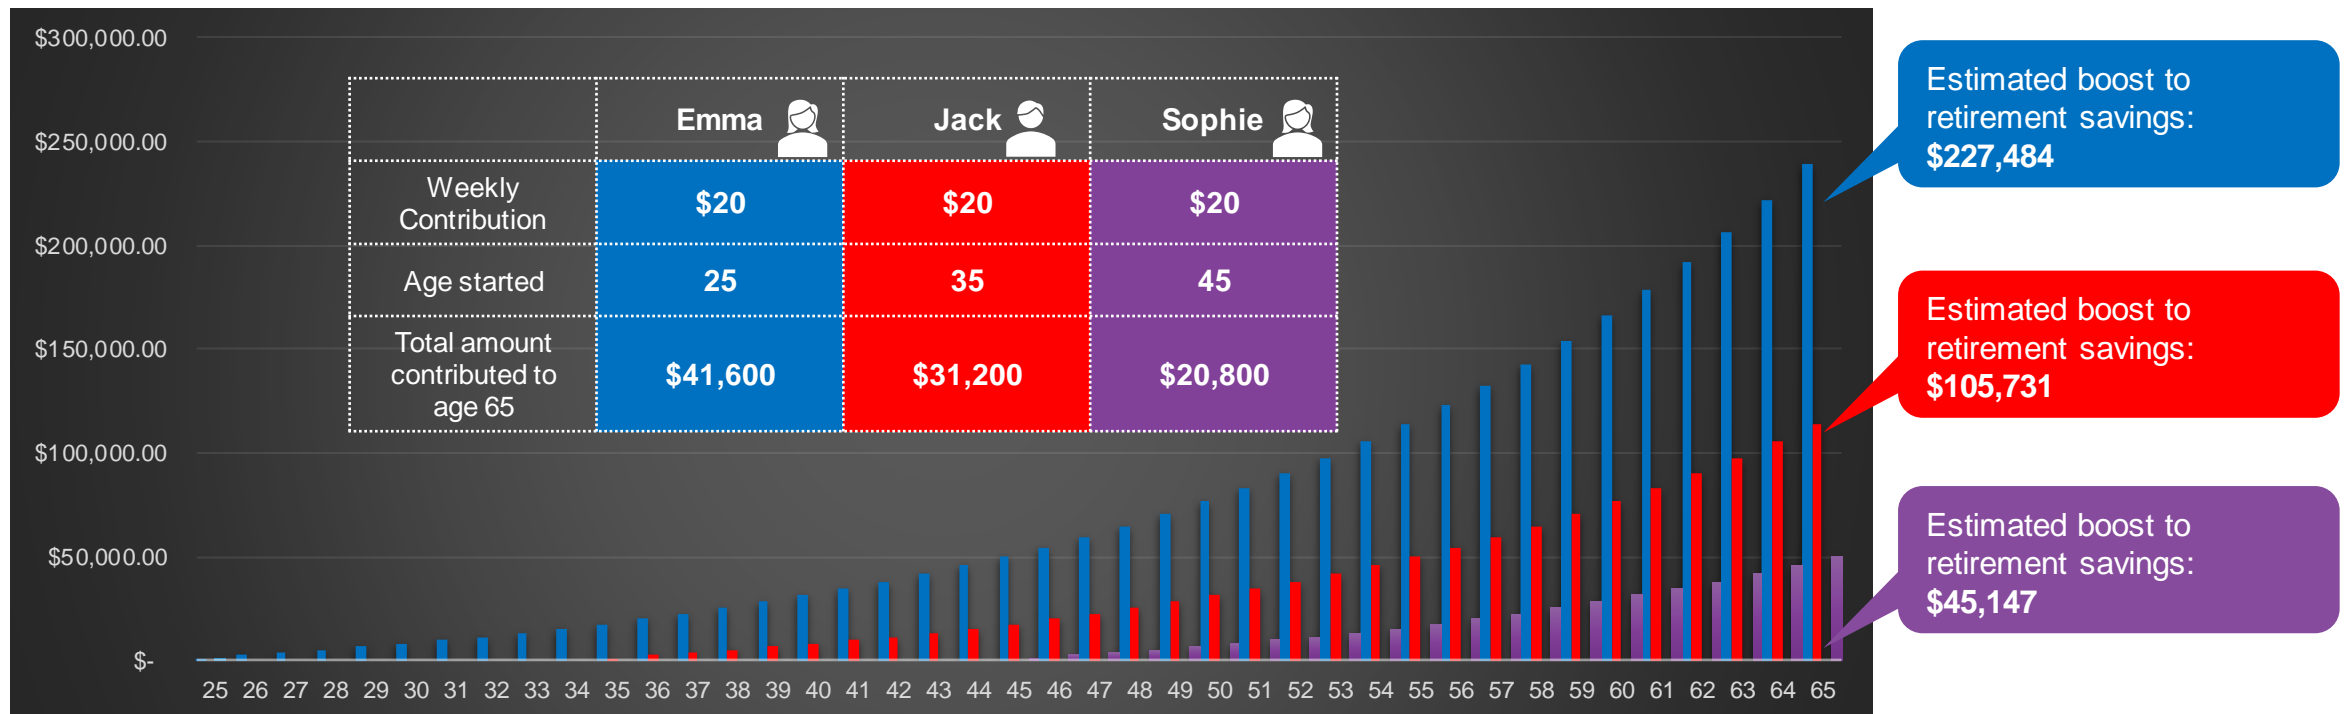 $300,000.00
$250,000.00
$200,000.00
$150,000.00
$100,000.00
$50,000.00
$-
Emma
Jack
Sophie
Weekly
Contribution
$20
$20
$20
Age started
25
35
45
Total amount
contributed to
age 65
$41,600
$31,200
$20,800
25 26 27 28 29 30 31 32 33 34 35 36 37 38 39 40 41 42 43 44 45 46 47 48 49 50 51 52 53 54 55 56 57 58 59 60 61 62 63 64 65
Estimated boost to
retirement savings:
$227,484
Estimated boost to
retirement savings:
$105,731
Estimated boost to
retirement savings:
$45,147